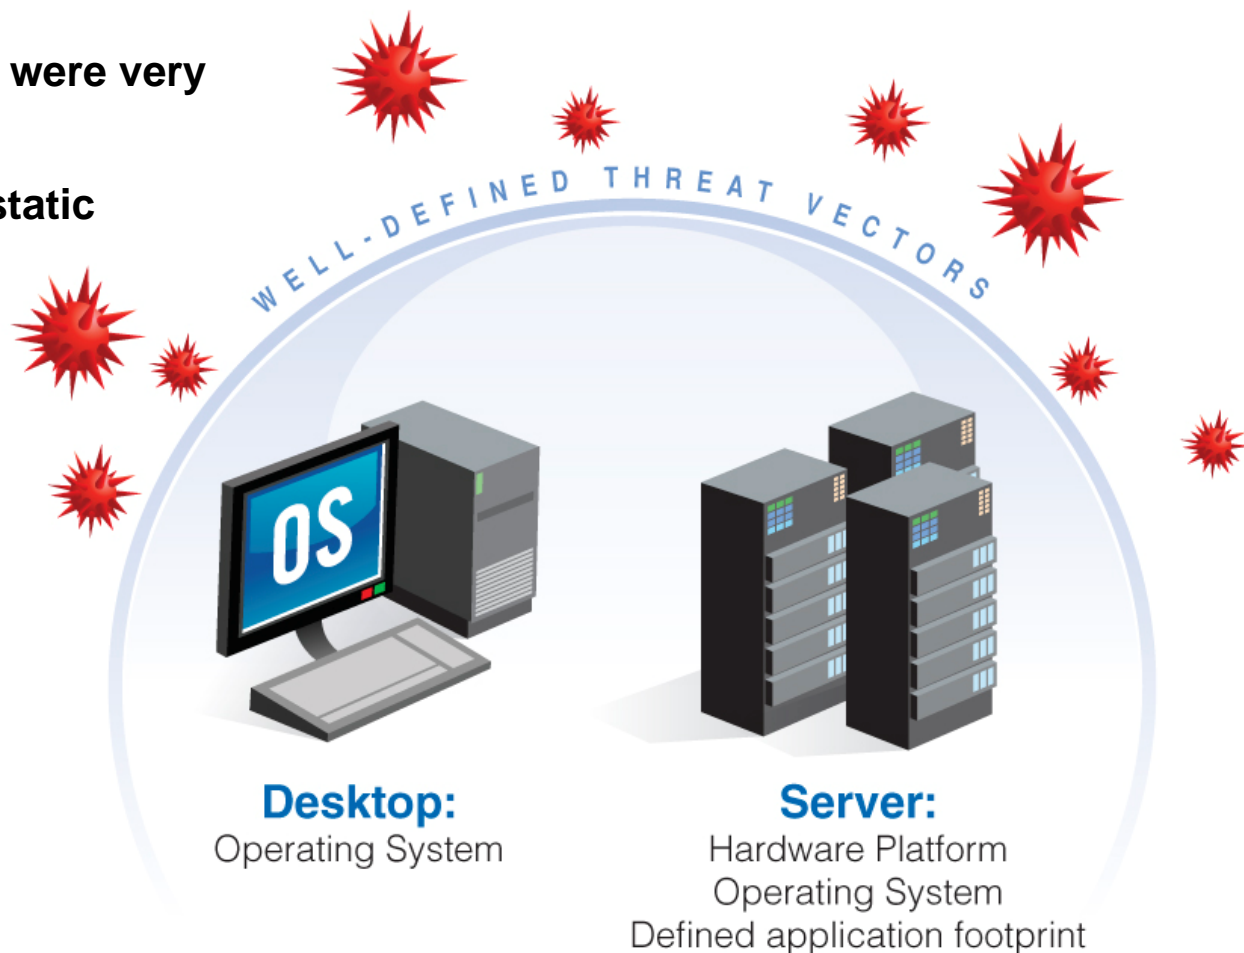 were very
static
WELL-DEFINED THREAT VECTORS
OS
Desktop:
Operating System
Server:
Hardware Platform
Operating System
Defined application footprint